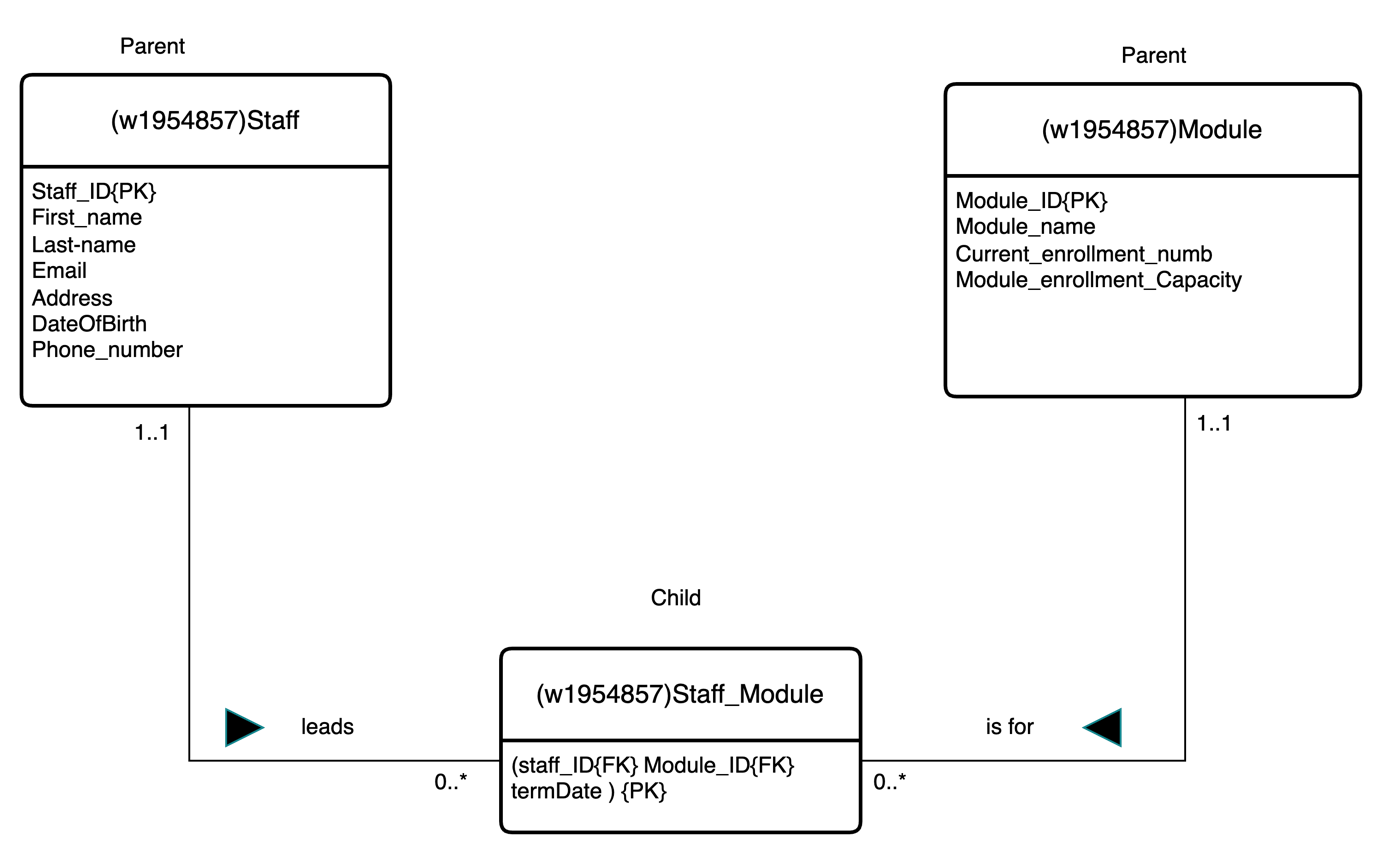 Parent
(w1954857)Staff
Staff_ID{PK}
First_name
Last-name
Email
Address
DateOfBirth
Phone_number
1..1
Parent
(w1954857)Module
Module_ID{PK}
Module_name
Current_enrollment_numb
Module_enrollment_Capacity
1..1
Child
(w1954857)Staff_Module
(staff_ID{FK} Module_ID{FK}
termDate ) {PK}
leads
0..*
is for
0..*